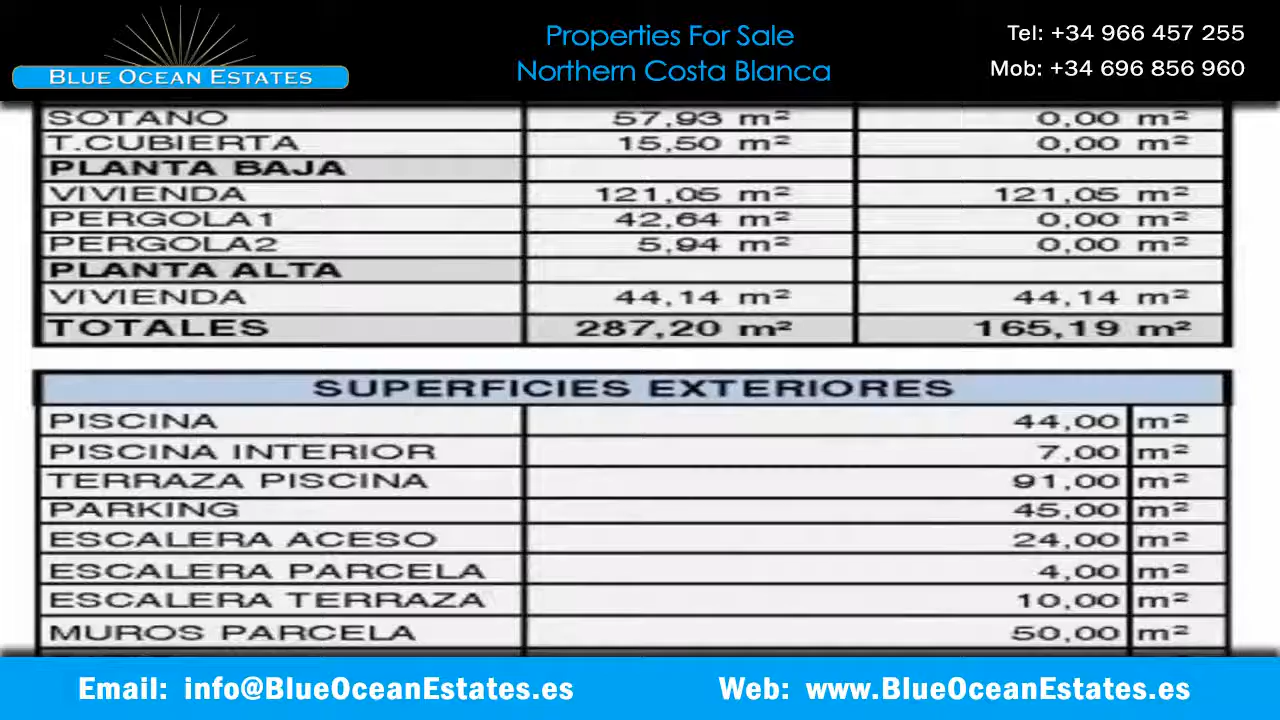 BLUE OCEAN ESTATES
Properties For Sale
Northern Costa Blanca
Tel: +34 966 457 255
Mob: +34 696 856 960
SOTANO 57,93 m² 0,00 m²
T.CUBIERTA 15,50 m² 0,00 m²
PLANTA BAJA
VIVIENDA 121,05 m² 121,05 m²
PERGOLA1 42,64 m² 0,00 m²
PERGOLA2 5,94 m² 0,00 m²
PLANTA ALTA
VIVIENDA 44,14 m² 44,14 m²
TOTALES 287,20 m² 165,19 m²
SUPERFICIES EXTERIORES
PISCINA 44,00 m²
PISCINA INTERIOR 7,00 m²
TERRAZA PISCINA 91,00 m²
PARKING 45,00 m²
ESCALERA ACESO 24,00 m²
ESCALERA PARCELA 4,00 m²
ESCALERA TERRAZA 10,00 m²
MUROS PARCELA 50,00 m²
Email: info@BlueOceanEstates.es
Web: www.BlueOceanEstates.es